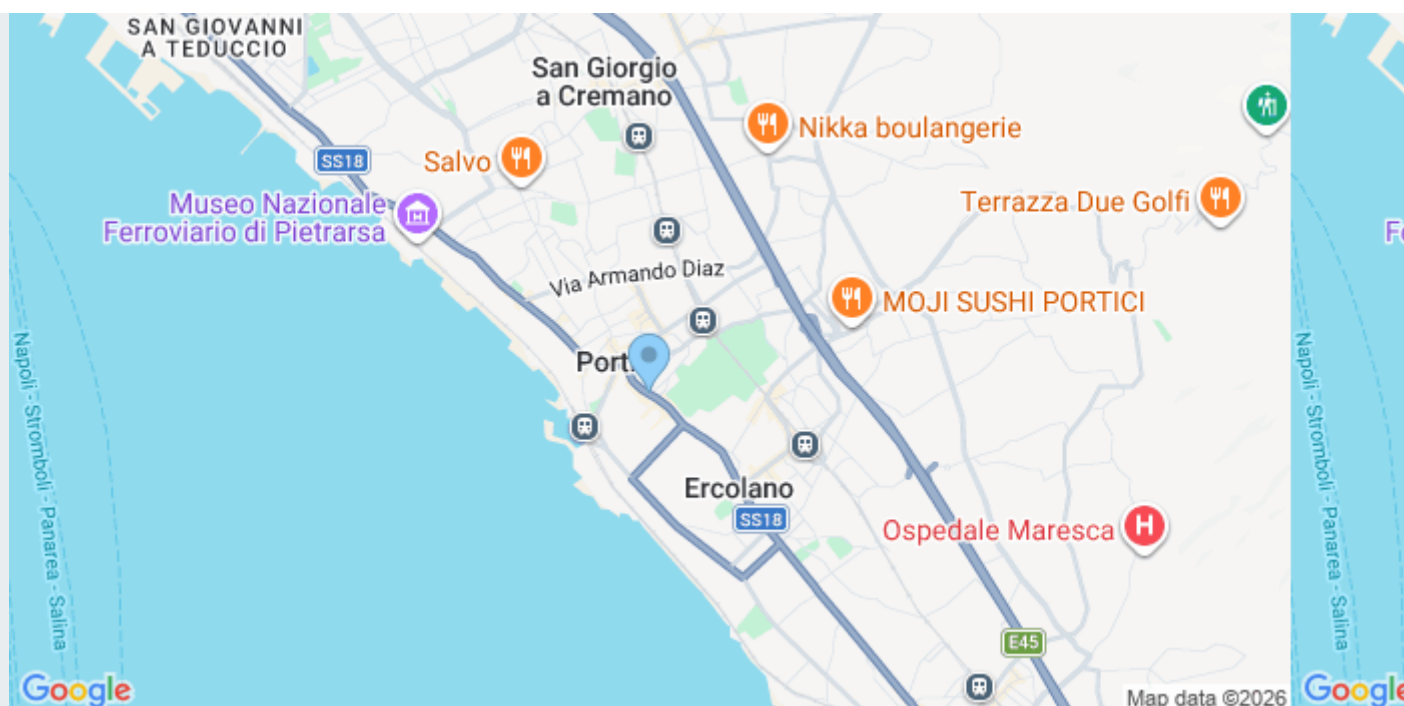 SAN GIOVANNI
A TEDUCCIO
San Giorgio
a Cremano
Nikka boulangerie
SS18
Salvo
Museo Nazionale
Ferroviario di Pietrarsa
Terrazza Due Golfi
Via Armando Diaz
MOJI SUSHI PORTICI
Napoli - Stromboli - Panarea - Salina
Napoli - Stromboli - Panarea - Salina
Ercolano
SS18
Ospedale Maresca
H
E45
Google
Map data ©2026
Google